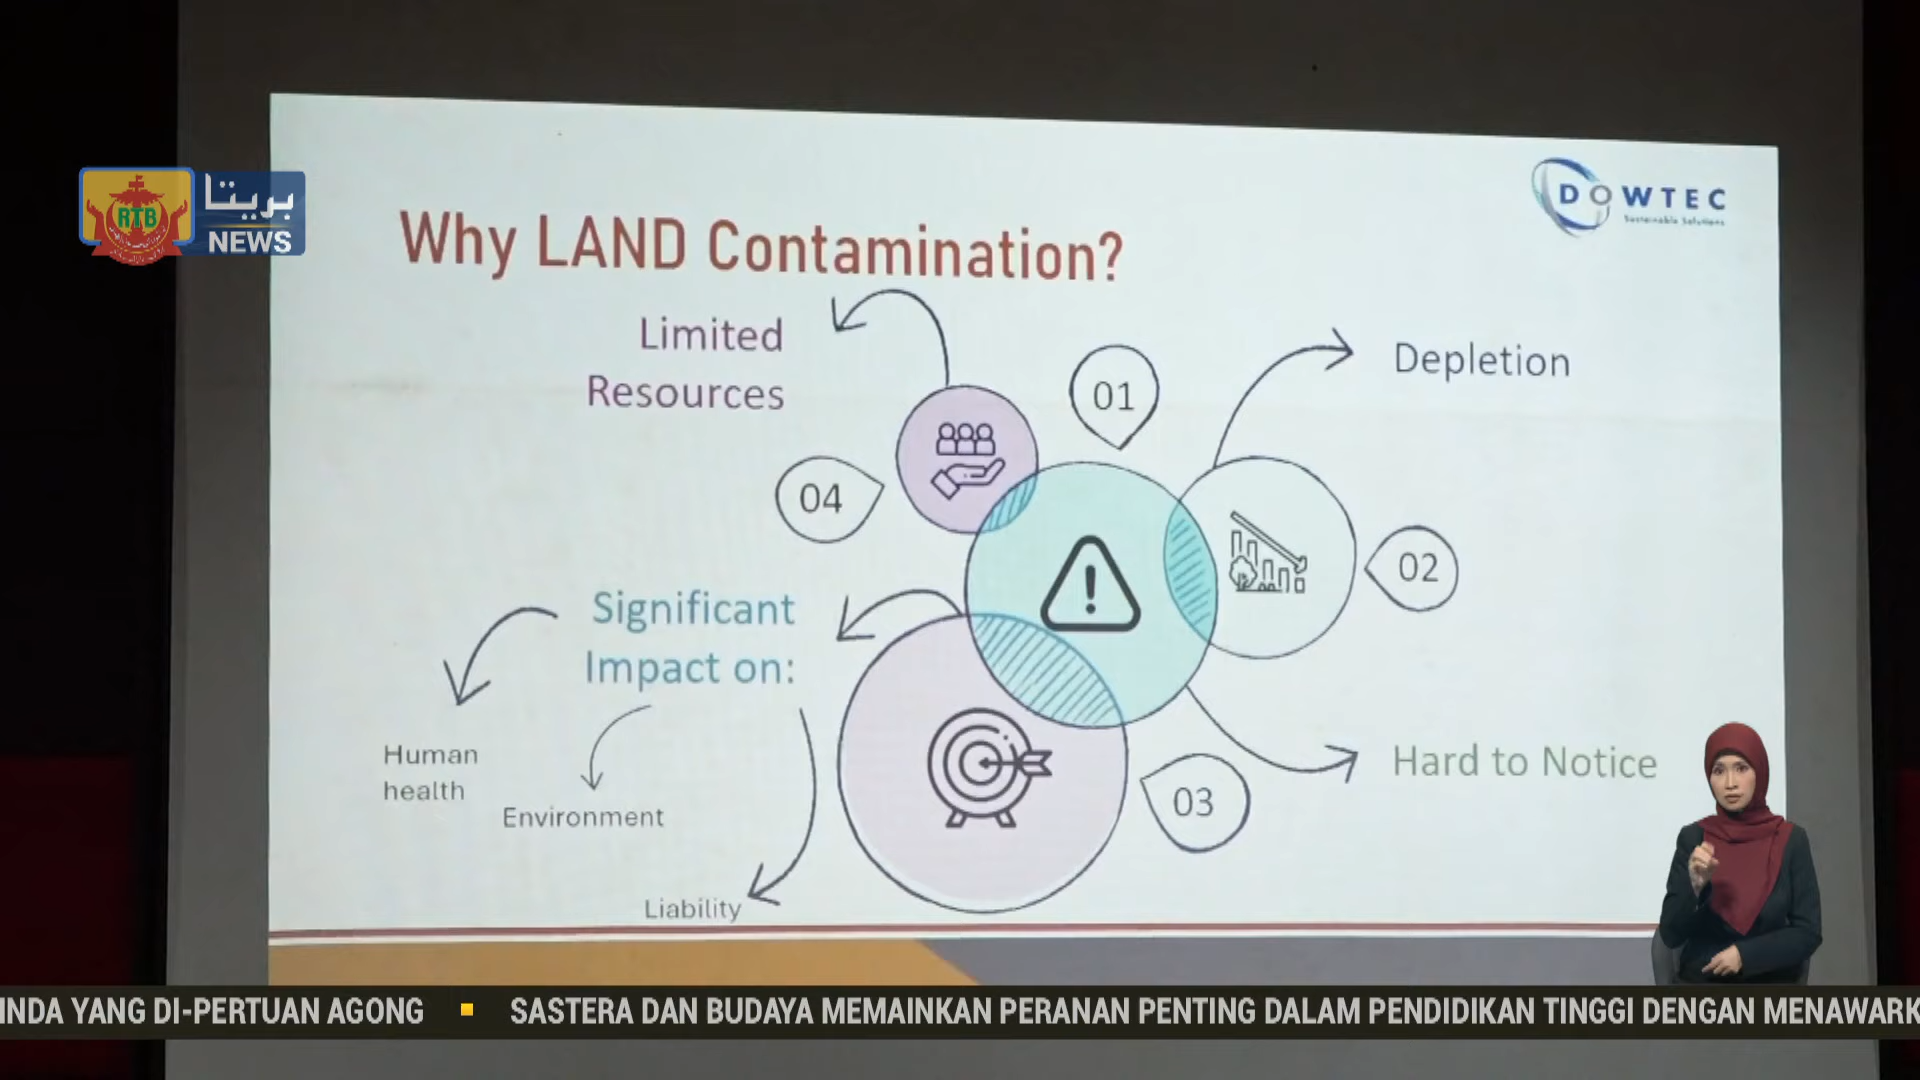 RTB
بريتا
NEWS
DOWTEC
Sustainable Solutions
Why LAND Contamination?
Limited
Resources
01
Depletion
04
02
Significant
Impact on:
Human
health
Environment
Hard to Notice
03
Liability
INDA YANG DI-PERTUAN AGONG ▪ SASTERA DAN BUDAYA MEMAINKAN PERANAN PENTING DALAM PENDIDIKAN TINGGI DENGAN MENAWARK